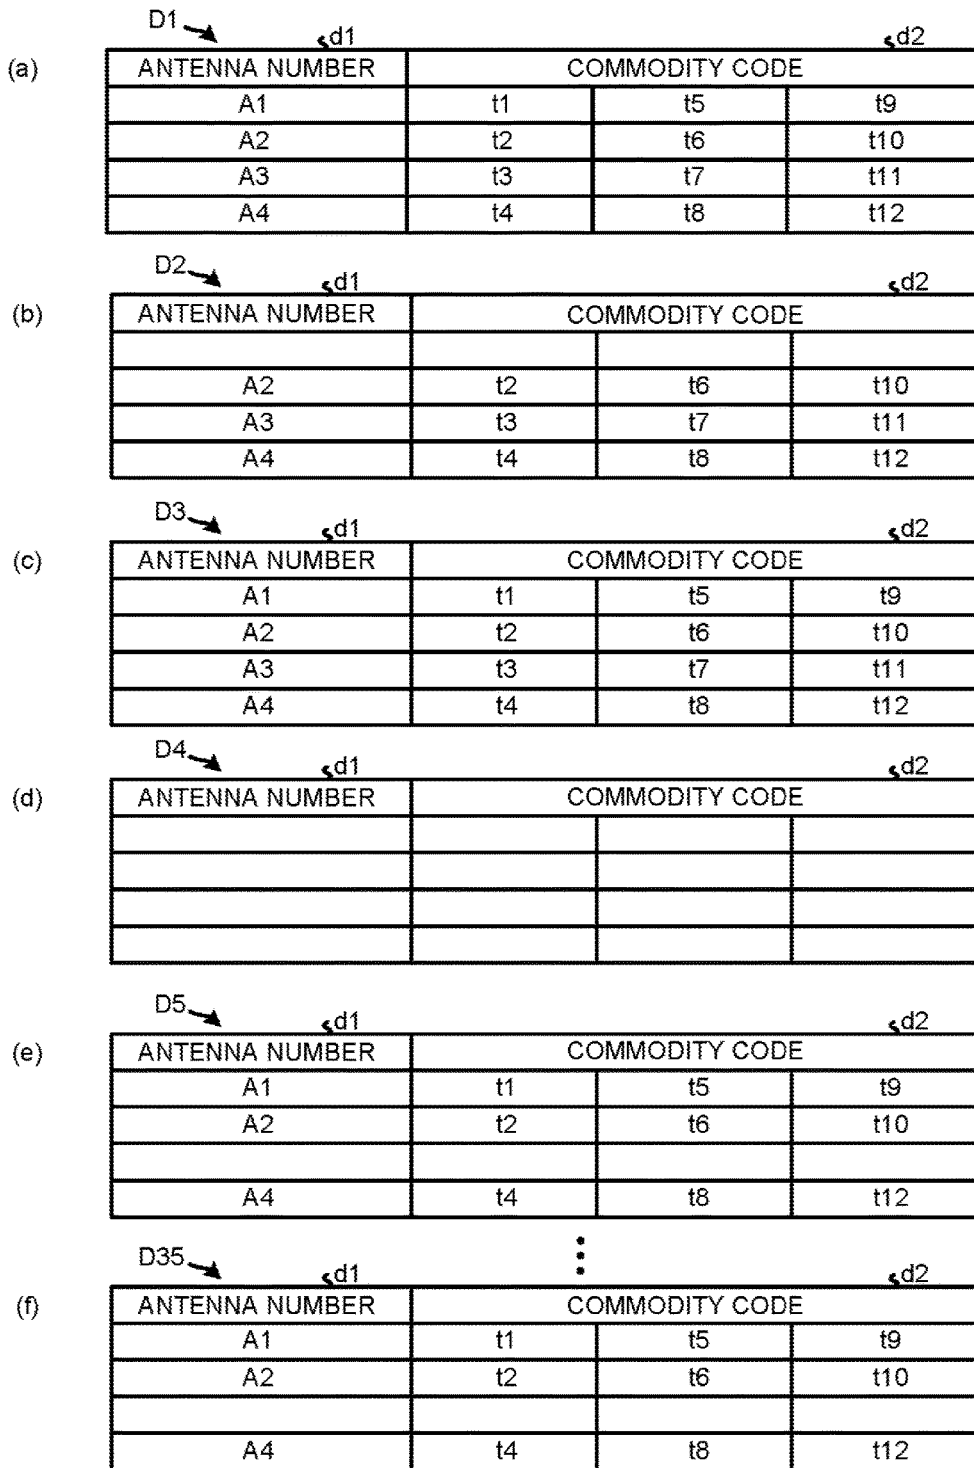 D1 d1 d2
(a) ANTENNA NUMBER COMMODITY CODE
A1 t1 t5 t9
A2 t2 t6 t10
A3 t3 t7 t11
A4 t4 t8 t12
D2 d1 d2
(b) ANTENNA NUMBER COMMODITY CODE
A2 t2 t6 t10
A3 t3 t7 t11
A4 t4 t8 t12
D3 d1 d2
(c) ANTENNA NUMBER COMMODITY CODE
A1 t1 t5 t9
A2 t2 t6 t10
A3 t3 t7 t11
A4 t4 t8 t12
D4 d1 d2
(d) ANTENNA NUMBER COMMODITY CODE
D5 d1 d2
(e) ANTENNA NUMBER COMMODITY CODE
A1 t1 t5 t9
A2 t2 t6 t10
A4 t4 t8 t12
D35 d1 d2
(f) ANTENNA NUMBER COMMODITY CODE
A1 t1 t5 t9
A2 t2 t6 t10
A4 t4 t8 t12